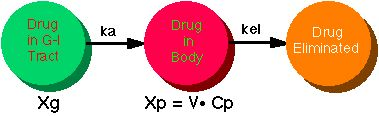 Drug
in G-I
Tract
ka
Drug
in
Body
kel
Drug
Eliminated
Xg
Xp = V• Cp